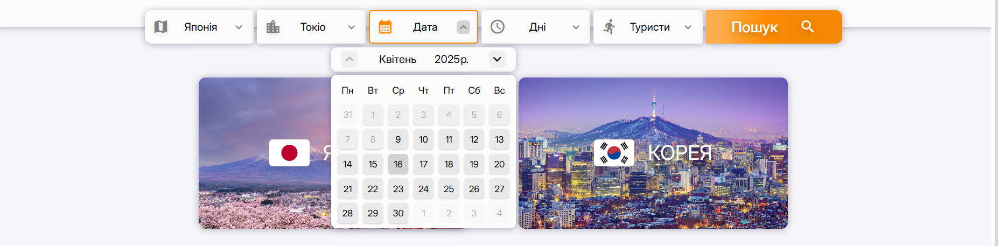 Японія Токіо Дата Дні Туристи Пошук
Квітень 2025р.
Пн Вт Ср Чт Пт Сб Вс
31 1 2 3 4 5 6
7 8 9 10 11 12 13
14 15 16 17 18 19 20
21 22 23 24 25 26 27
28 29 30 1 2 3 4
Я
КОРЕЯ